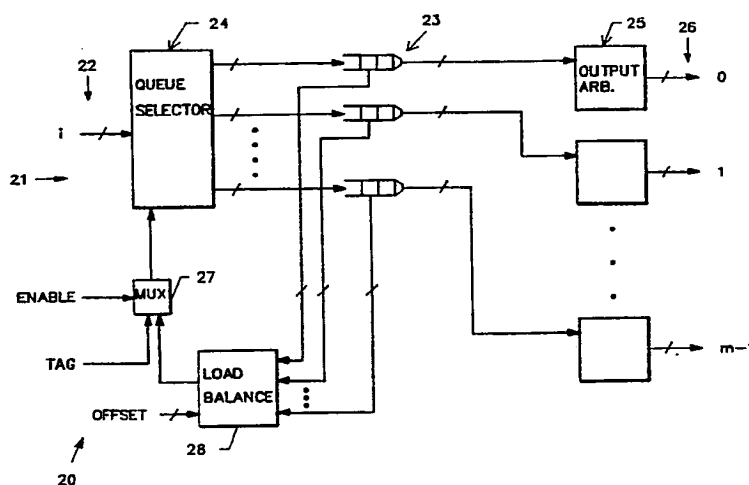 24
23
25
26
22
QUEUE
SELECTOR
OUTPUT
ARB.
0
i
21
1
27
ENABLE
MUX
TAG
LOAD
BALANCE
m-
OFFSET
28
20